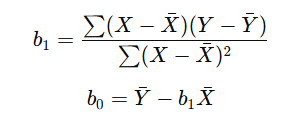 b₁ = ∑(X − X̄)(Y − Ȳ) / ∑(X − X̄)²
b₀ = Ȳ − b₁X̄